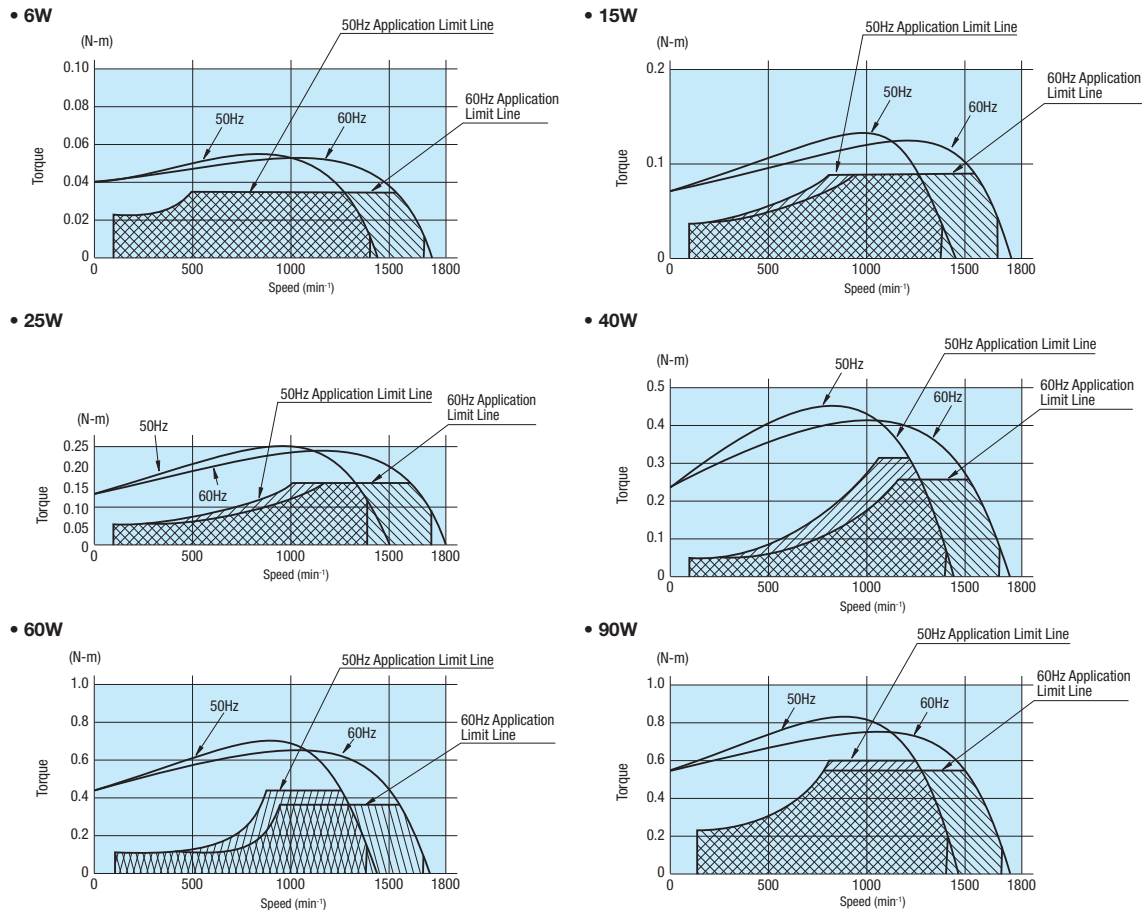 • 6W
50Hz Application Limit Line
(N-m)
0.10
0.08
0.06
0.04
0.02
0
Torque
50Hz
60Hz
60Hz Application
Limit Line
0
500
1000
1500
1800
Speed (min-1)
• 15W
50Hz Application Limit Line
(N-m)
0.2
0.1
0
Torque
50Hz
60Hz
60Hz Application
Limit Line
0
500
1000
1500
1800
Speed (min-1)
• 25W
50Hz Application Limit Line
60Hz Application
Limit Line
(N-m)
0.25
0.20
0.15
0.10
0.05
0
Torque
50Hz
60Hz
0
500
1000
1500
1800
Speed (min-1)
• 40W
50Hz Application Limit Line
(N-m)
0.5
0.4
0.3
0.2
0.1
0
Torque
50Hz
60Hz
60Hz Application
Limit Line
500
1000
1500
1800
Speed (min-1)
• 60W
50Hz Application Limit Line
(N-m)
1.0
0.8
0.6
0.4
0.2
0
Torque
50Hz
60Hz
60Hz Application
Limit Line
0
500
1000
1500
1800
Speed (min-1)
• 90W
50Hz Application Limit Line
(N-m)
1.0
0.8
0.6
0.4
0.2
0
Torque
50Hz
60Hz
60Hz Application
Limit Line
500
1000
1500
1800
Speed (min-1)